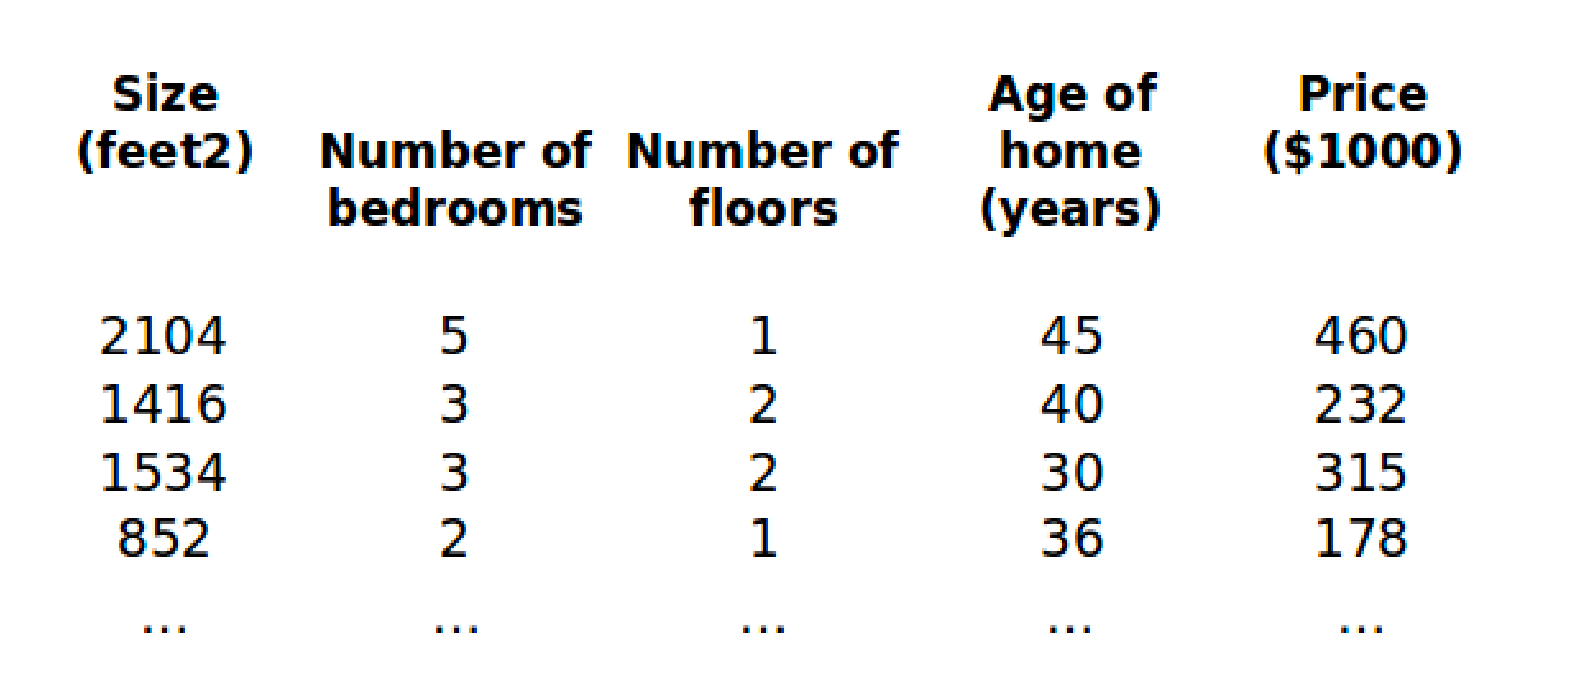 Size (feet2) Number of bedrooms Number of floors Age of home (years) Price ($1000)
2104 5 1 45 460
1416 3 2 40 232
1534 3 2 30 315
852 2 1 36 178
... ... ... ... ...